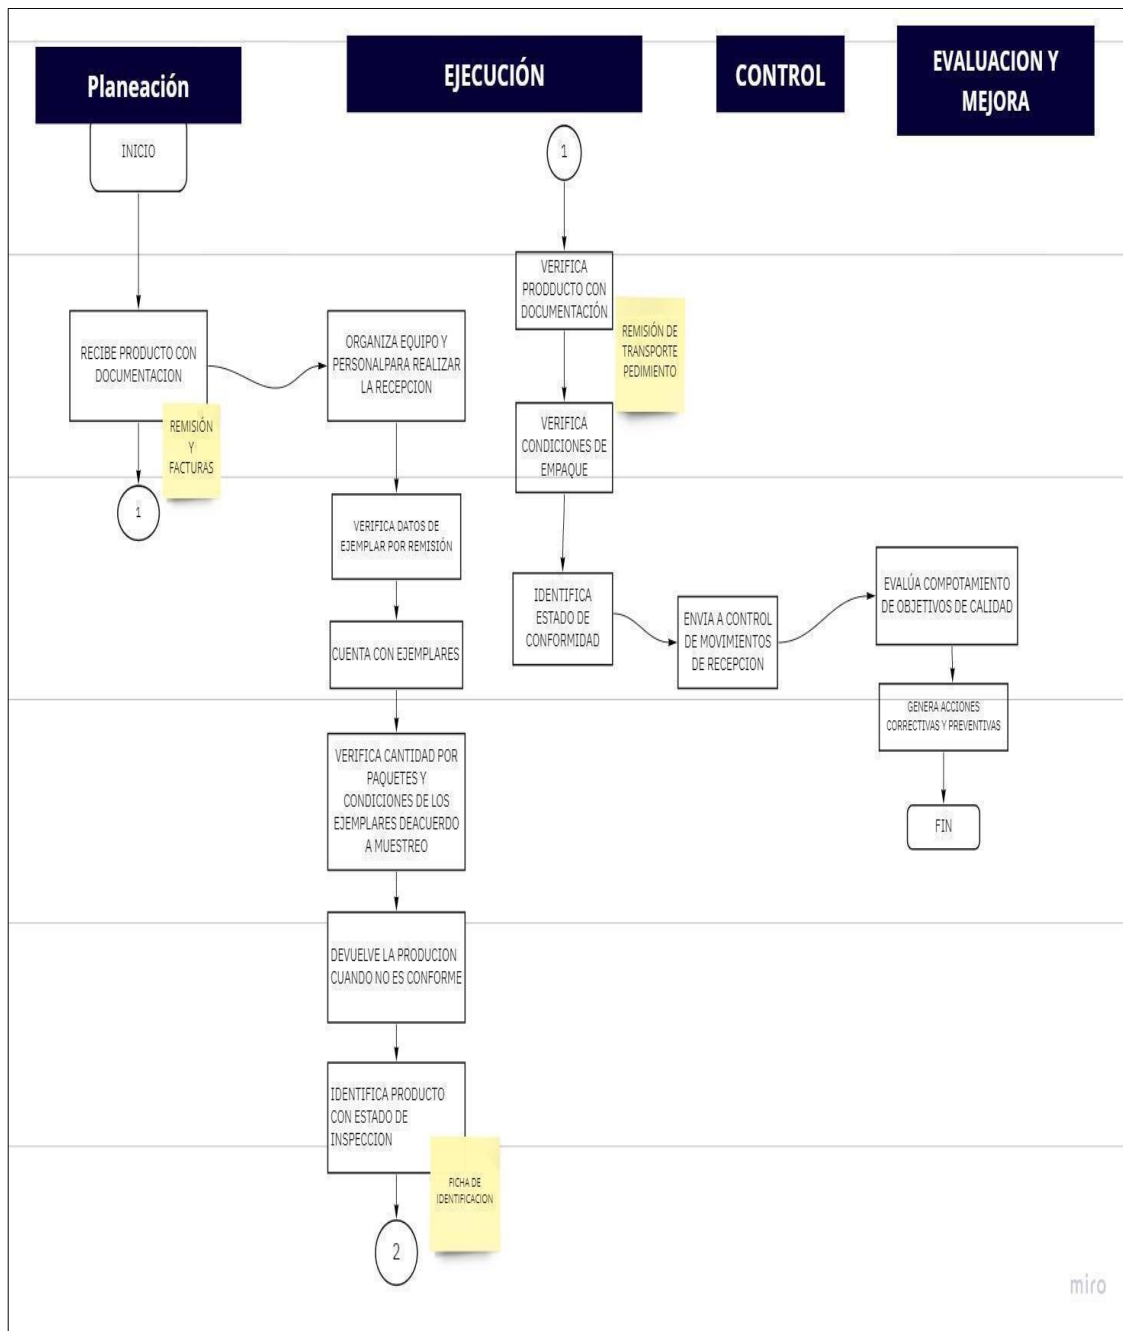 Planeación
EJECUCIÓN
CONTROL
EVALUACION Y
MEJORA
INICIO
RECIBE PRODUCTO CON
DOCUMENTACION
REMISIÓN
Y
FACTURAS
1
ORGANIZA EQUIPO Y
PERSONALPARA REALIZAR
LA RECEPCION
VERIFICA DATOS DE
EJEMPLAR POR REMISIÓN
CUENTA CON EJEMPLARES
VERIFICA CANTIDAD POR
PAQUETES Y
CONDICIONES DE LOS
EJEMPLARES DEACUERDO
A MUESTREO
DEVUELVE LA PRODUCION
CUANDO NO ES CONFORME
IDENTIFICA PRODUCTO
CON ESTADO DE
INSPECCION
FICHA DE
IDENTIFICACION
2
1
VERIFICA
PRODDUCTO CON
DOCUMENTACIÓN
REMISIÓN DE
TRANSPORTE
PEDIMIENTO
VERIFICA
CONDICIONES DE
EMPAQUE
IDENTIFICA
ESTADO DE
CONFORMIDAD
ENVIA A CONTROL
DE MOVIMIENTOS
DE RECEPCION
EVALÚA COMPOTAMIENTO
DE OBJETIVOS DE CALIDAD
GENERA ACCIONES
CORRECTIVAS Y PREVENTIVAS
FIN
miro